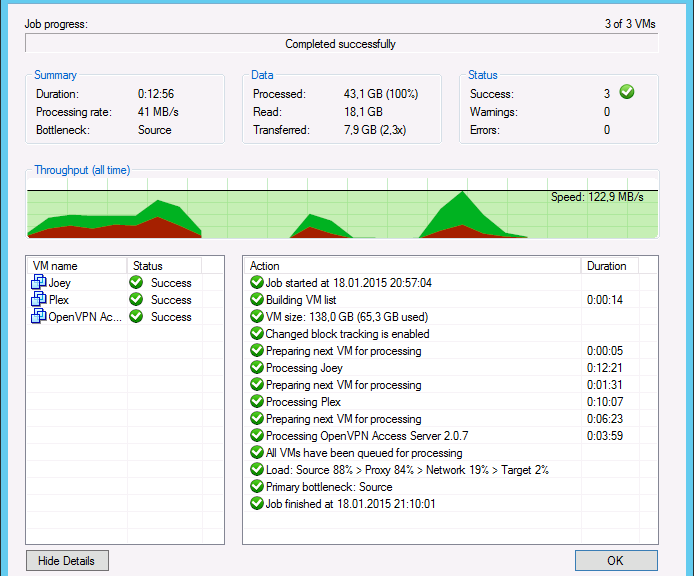 Job progress: 3 of 3 VMs
Completed successfully
Summary
Duration: 0:12:56
Processing rate: 41 MB/s
Bottleneck: Source
Data
Processed: 43,1 GB (100%)
Read: 18,1 GB
Transferred: 7,9 GB (2,3x)
Status
Success: 3
Warnings: 0
Errors: 0
Throughput (all time)
Speed: 122,9 MB/s
VM name Status
Joey Success
Plex Success
OpenVPN Ac... Success
Action Duration
Job started at 18.01.2015 20:57:04
Building VM list 0:00:14
VM size: 138,0 GB (65,3 GB used)
Changed block tracking is enabled
Preparing next VM for processing 0:00:05
Processing Joey 0:12:21
Preparing next VM for processing 0:01:31
Processing Plex 0:10:07
Preparing next VM for processing 0:06:23
Processing OpenVPN Access Server 2.0.7 0:03:59
All VMs have been queued for processing
Load: Source 88% > Proxy 84% > Network 19% > Target 2%
Primary bottleneck: Source
Job finished at 18.01.2015 21:10:01
Hide Details OK